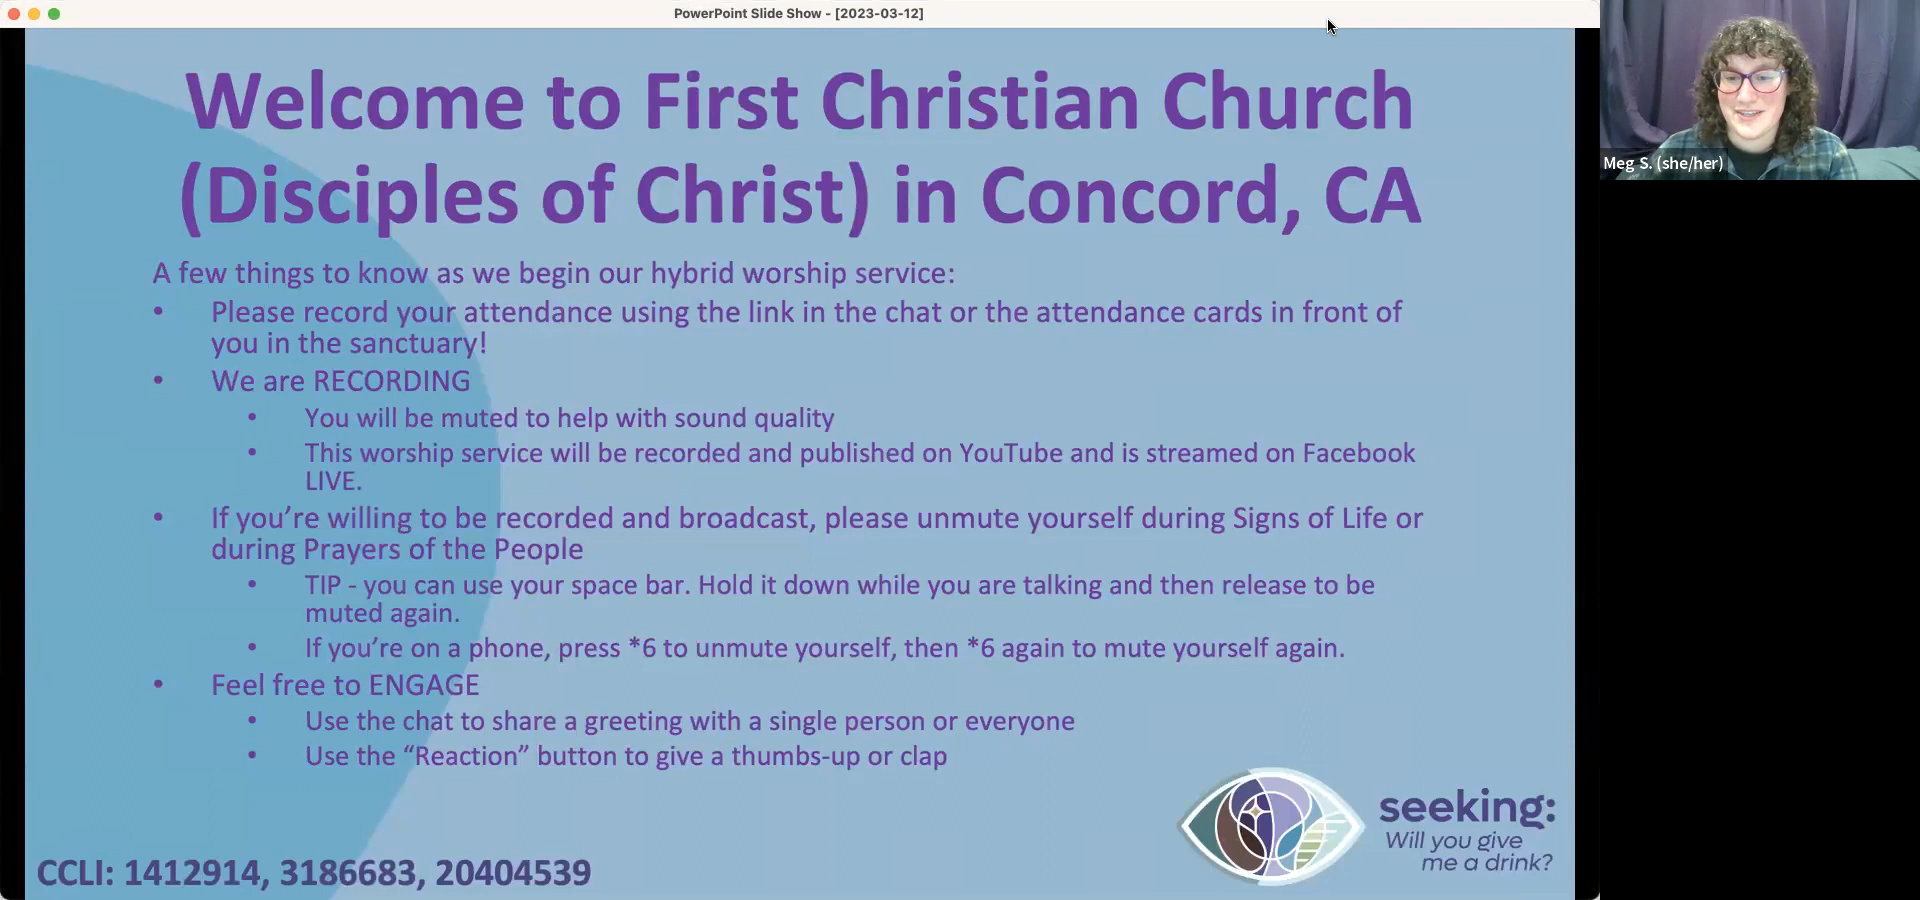 PowerPoint Slide Show - [2023-03-12]
Welcome to First Christian Church
(Disciples of Christ) in Concord, CA
A few things to know as we begin our hybrid worship service:
• Please record your attendance using the link in the chat or the attendance cards in front of
you in the sanctuary!
• We are RECORDING
• You will be muted to help with sound quality
• This worship service will be recorded and published on YouTube and is streamed on Facebook
LIVE.
• If you’re willing to be recorded and broadcast, please unmute yourself during Signs of Life or
during Prayers of the People
• TIP - you can use your space bar. Hold it down while you are talking and then release to be
muted again.
• If you’re on a phone, press *6 to unmute yourself, then *6 again to mute yourself again.
• Feel free to ENGAGE
• Use the chat to share a greeting with a single person or everyone
• Use the “Reaction” button to give a thumbs-up or clap
seeking:
Will you give
me a drink?
CCLI: 1412914, 3186683, 20404539
Meg S. (she/her)